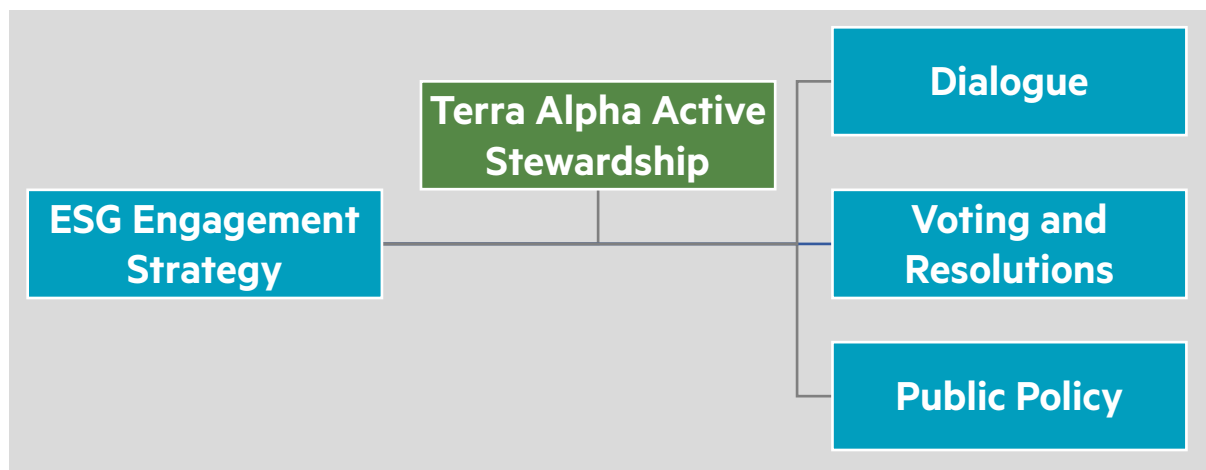 Terra Alpha Active
Stewardship
ESG Engagement
Strategy
Dialogue
Voting and
Resolutions
Public Policy